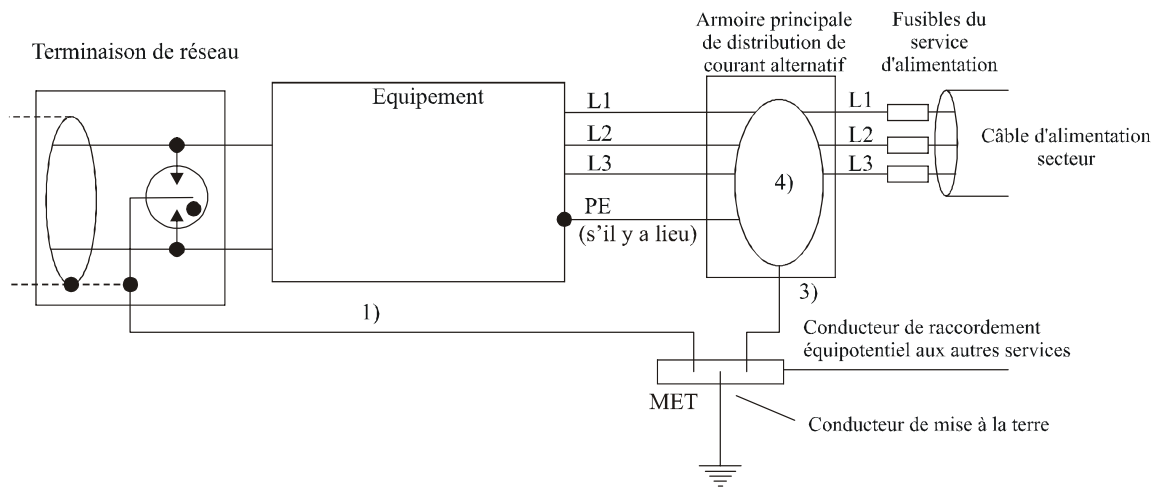 Terminaison de réseau
Equipement
Armoire principale
de distribution de
courant alternatif
Fusibles du
service
d'alimentation
L1
L2
L3
PE
(s'il y a lieu)
4)
L1
L2
L3
Câble d'alimentation
secteur
1)
3)
Conducteur de raccordement
équipotentiel aux autres services
MET
Conducteur de mise à la terre